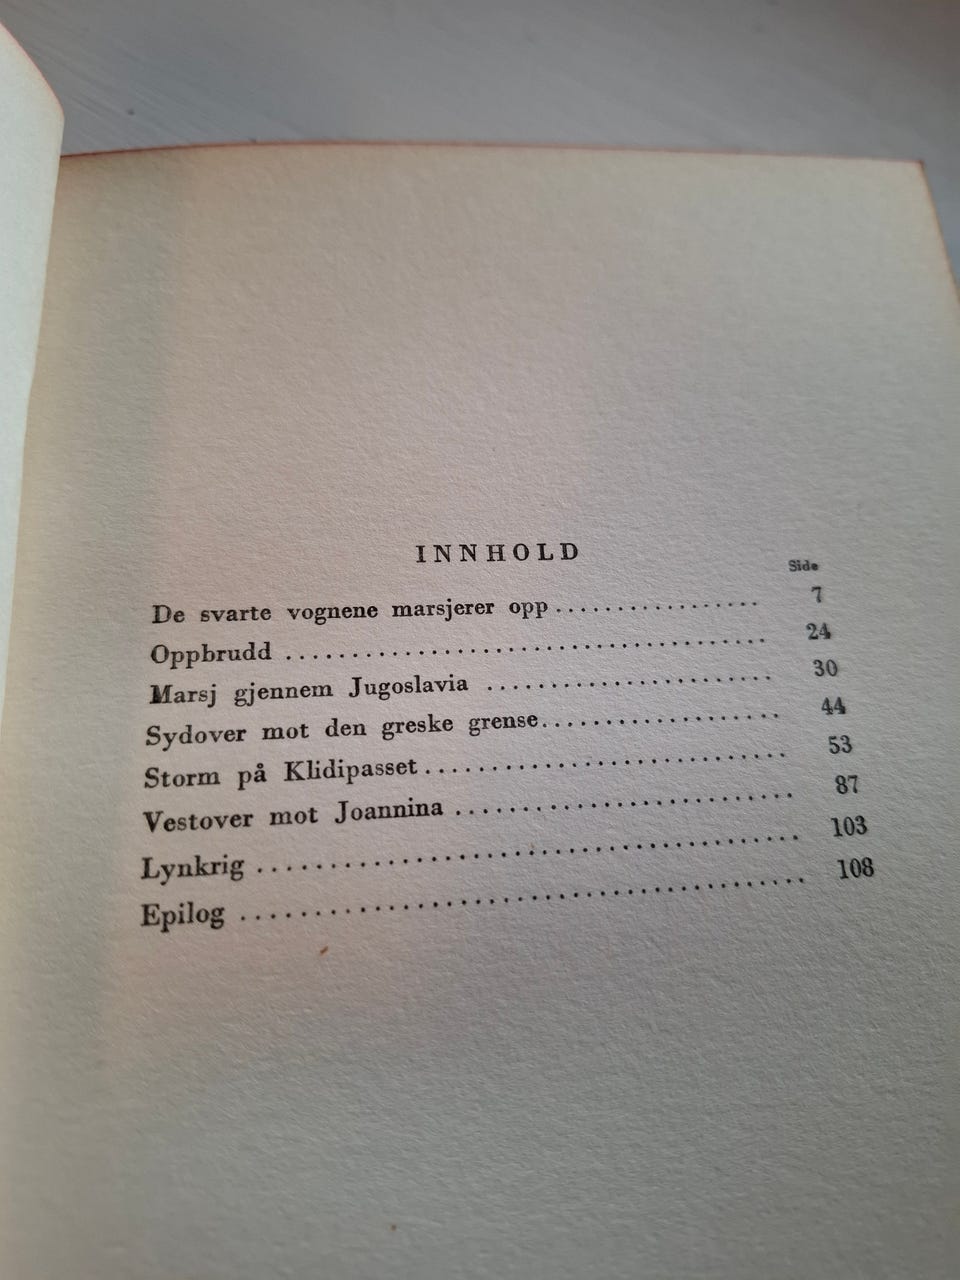 INNHOLD
Side
De svarte vognene marsjerer opp ................. 7
Oppbrudd .................................. 24
Marsj gjennem Jugoslavia ...................... 30
Sydover mot den greske grense................... 44
Storm på Klidipasset............................ 53
Vestover mot Joannina .......................... 87
Lynkrig ........................................ 103
Epilog ......................................... 108